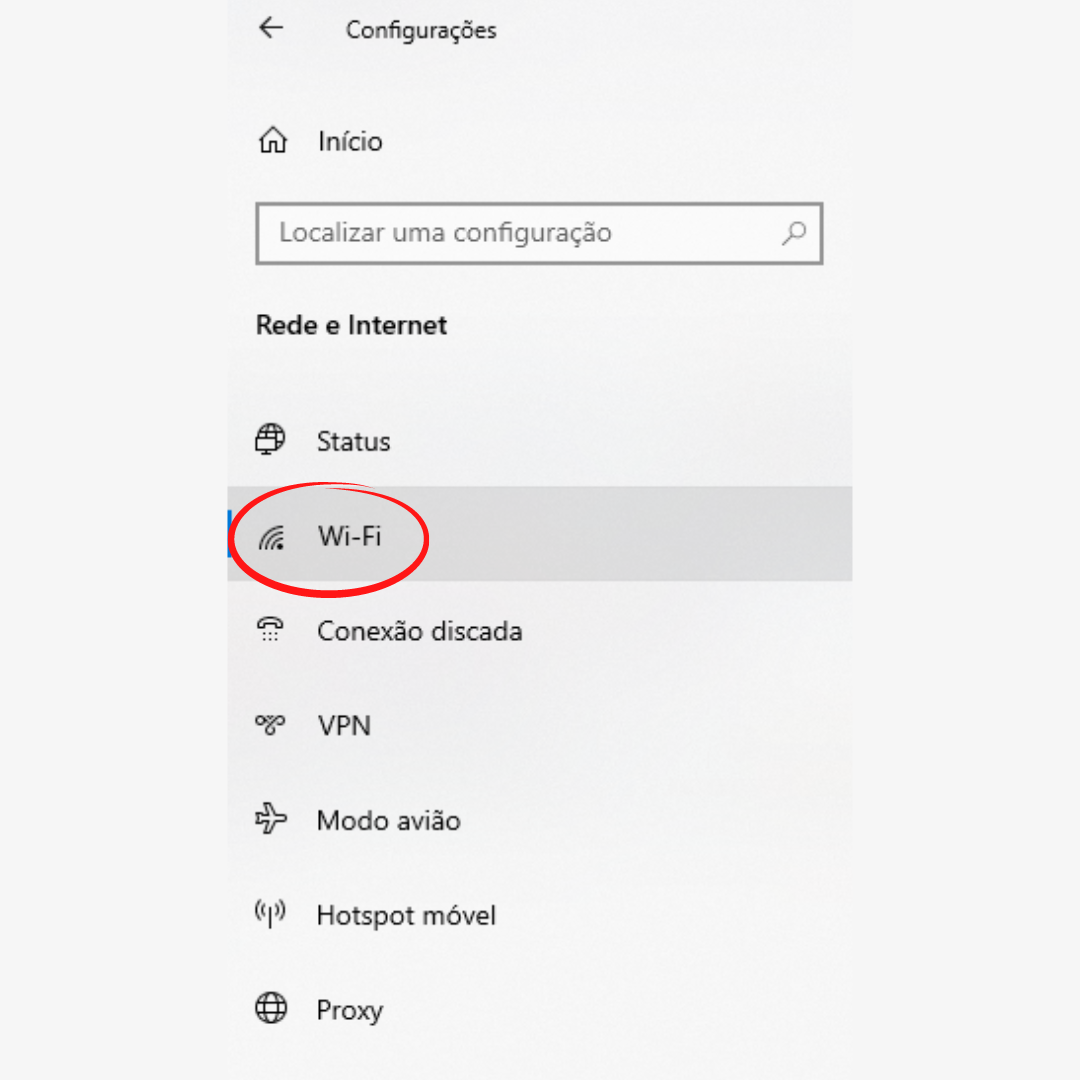 Configurações
Início
Localizar uma configuração
Rede e Internet
Status
Wi-Fi
Conexão discada
VPN
Modo avião
Hotspot móvel
Proxy